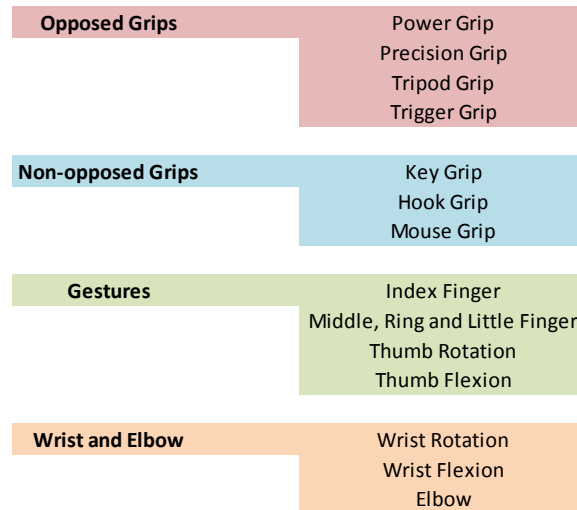 Opposed Grips Power Grip
Precision Grip
Tripod Grip
Trigger Grip
Non-opposed Grips Key Grip
Hook Grip
Mouse Grip
Gestures Index Finger
Middle, Ring and Little Finger
Thumb Rotation
Thumb Flexion
Wrist and Elbow Wrist Rotation
Wrist Flexion
Elbow